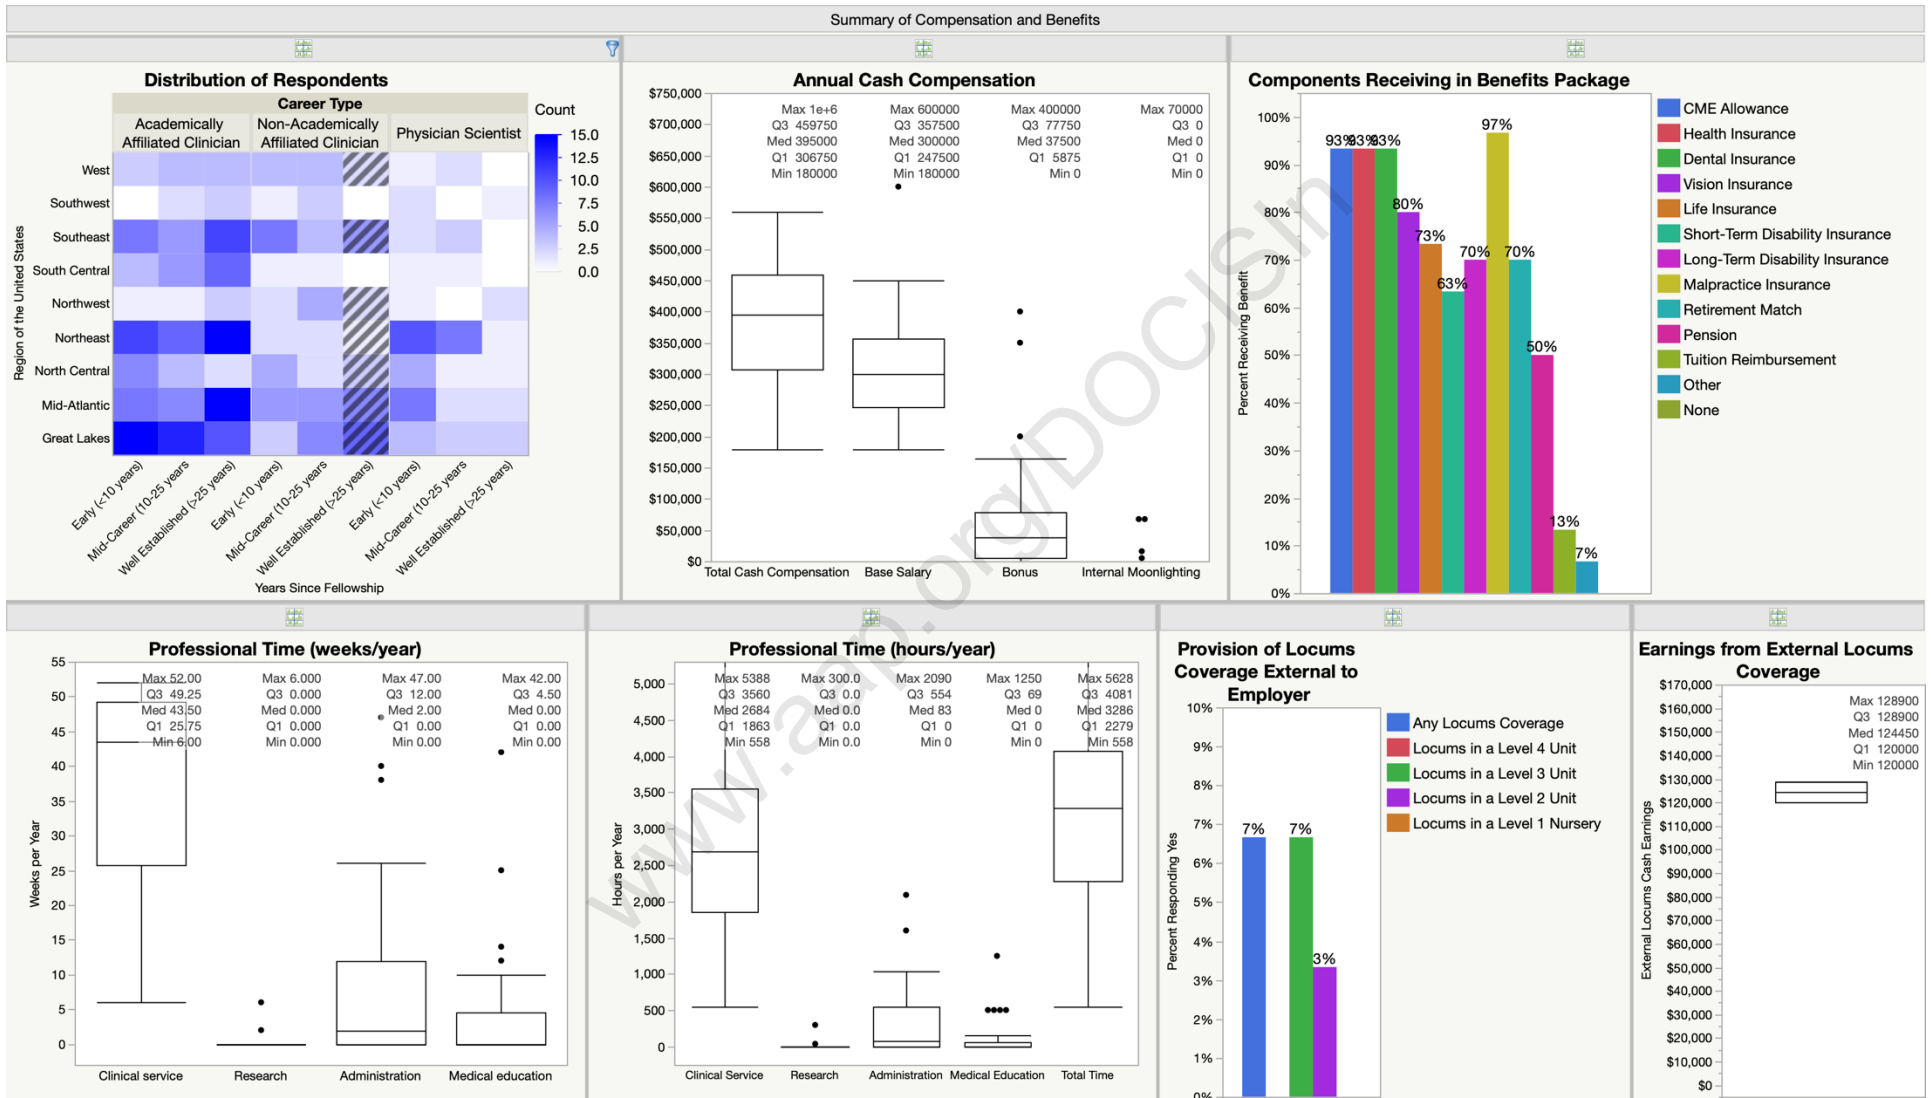 Summary of Compensation and Benefits
Distribution of Respondents
Career Type
Academically
Affiliated Clinician
Non-Academically
Affiliated Clinician
Physician Scientist
Count
15.0
12.5
10.0
7.5
5.0
2.5
0.0
Region of the United States
West
Southwest
Southeast
South Central
Northwest
Northeast
North Central
Mid-Atlantic
Great Lakes
Early (<10 years)
Mid-Career (10-25 years
Well Established (>25 years)
Early (<10 years)
Mid-Career (10-25 years
Well Established (>25 years)
Early (<10 years)
Mid-Career (10-25 years
Well Established (>25 years)
Years Since Fellowship
Annual Cash Compensation
$750,000
$700,000
$650,000
$600,000
$550,000
$500,000
$450,000
$400,000
$350,000
$300,000
$250,000
$200,000
$150,000
$100,000
$50,000
$0
Max 1e+6
Q3 459750
Med 395000
Q1 306750
Min 180000
Max 600000
Q3 357500
Med 300000
Q1 247500
Min 180000
Max 400000
Q3 77750
Med 37500
Q1 5875
Min 0
Max 70000
Q3 0
Med 0
Q1 0
Min 0
Total Cash Compensation
Base Salary
Bonus
Internal Moonlighting
Components Receiving in Benefits Package
Percent Receiving Benefit
100%
90%
80%
70%
60%
50%
40%
30%
20%
10%
0%
93%
93%
93%
80%
73%
63%
70%
97%
70%
50%
13%
7%
CME Allowance
Health Insurance
Dental Insurance
Vision Insurance
Life Insurance
Short-Term Disability Insurance
Long-Term Disability Insurance
Malpractice Insurance
Retirement Match
Pension
Tuition Reimbursement
Other
None
Professional Time (weeks/year)
Weeks per Year
55
50
45
40
35
30
25
20
15
10
5
0
Max 52.00
Q3 49.25
Med 43.50
Q1 25.75
Min 6.00
Max 6.000
Q3 0.000
Med 0.000
Q1 0.000
Min 0.000
Max 47.00
Q3 12.00
Med 2.00
Q1 0.00
Min 0.00
Max 42.00
Q3 4.50
Med 0.00
Q1 0.00
Min 0.00
Clinical service
Research
Administration
Medical education
Professional Time (hours/year)
Hours per Year
5,000
4,500
4,000
3,500
3,000
2,500
2,000
1,500
1,000
500
0
Max 5388
Q3 3560
Med 2684
Q1 1863
Min 558
Max 300.0
Q3 0.0
Med 0.0
Q1 0.0
Min 0.0
Max 2090
Q3 554
Med 83
Q1 0
Min 0
Max 1250
Q3 69
Med 0
Q1 0
Min 0
Max 5628
Q3 4081
Med 3286
Q1 2279
Min 558
Clinical Service
Research
Administration
Medical Education
Total Time
Provision of Locums
Coverage External to
Employer
Percent Responding Yes
10%
9%
8%
7%
6%
5%
4%
3%
2%
1%
0%
7%
7%
3%
Any Locums Coverage
Locums in a Level 4 Unit
Locums in a Level 3 Unit
Locums in a Level 2 Unit
Locums in a Level 1 Nursery
Earnings from External Locums
Coverage
External Locums Cash Earnings
$170,000
$160,000
$150,000
$140,000
$130,000
$120,000
$110,000
$100,000
$90,000
$80,000
$70,000
$60,000
$50,000
$40,000
$30,000
$20,000
$10,000
$0
Max 128900
Q3 128900
Med 124450
Q1 120000
Min 120000
www.aap.org/DOCISIn